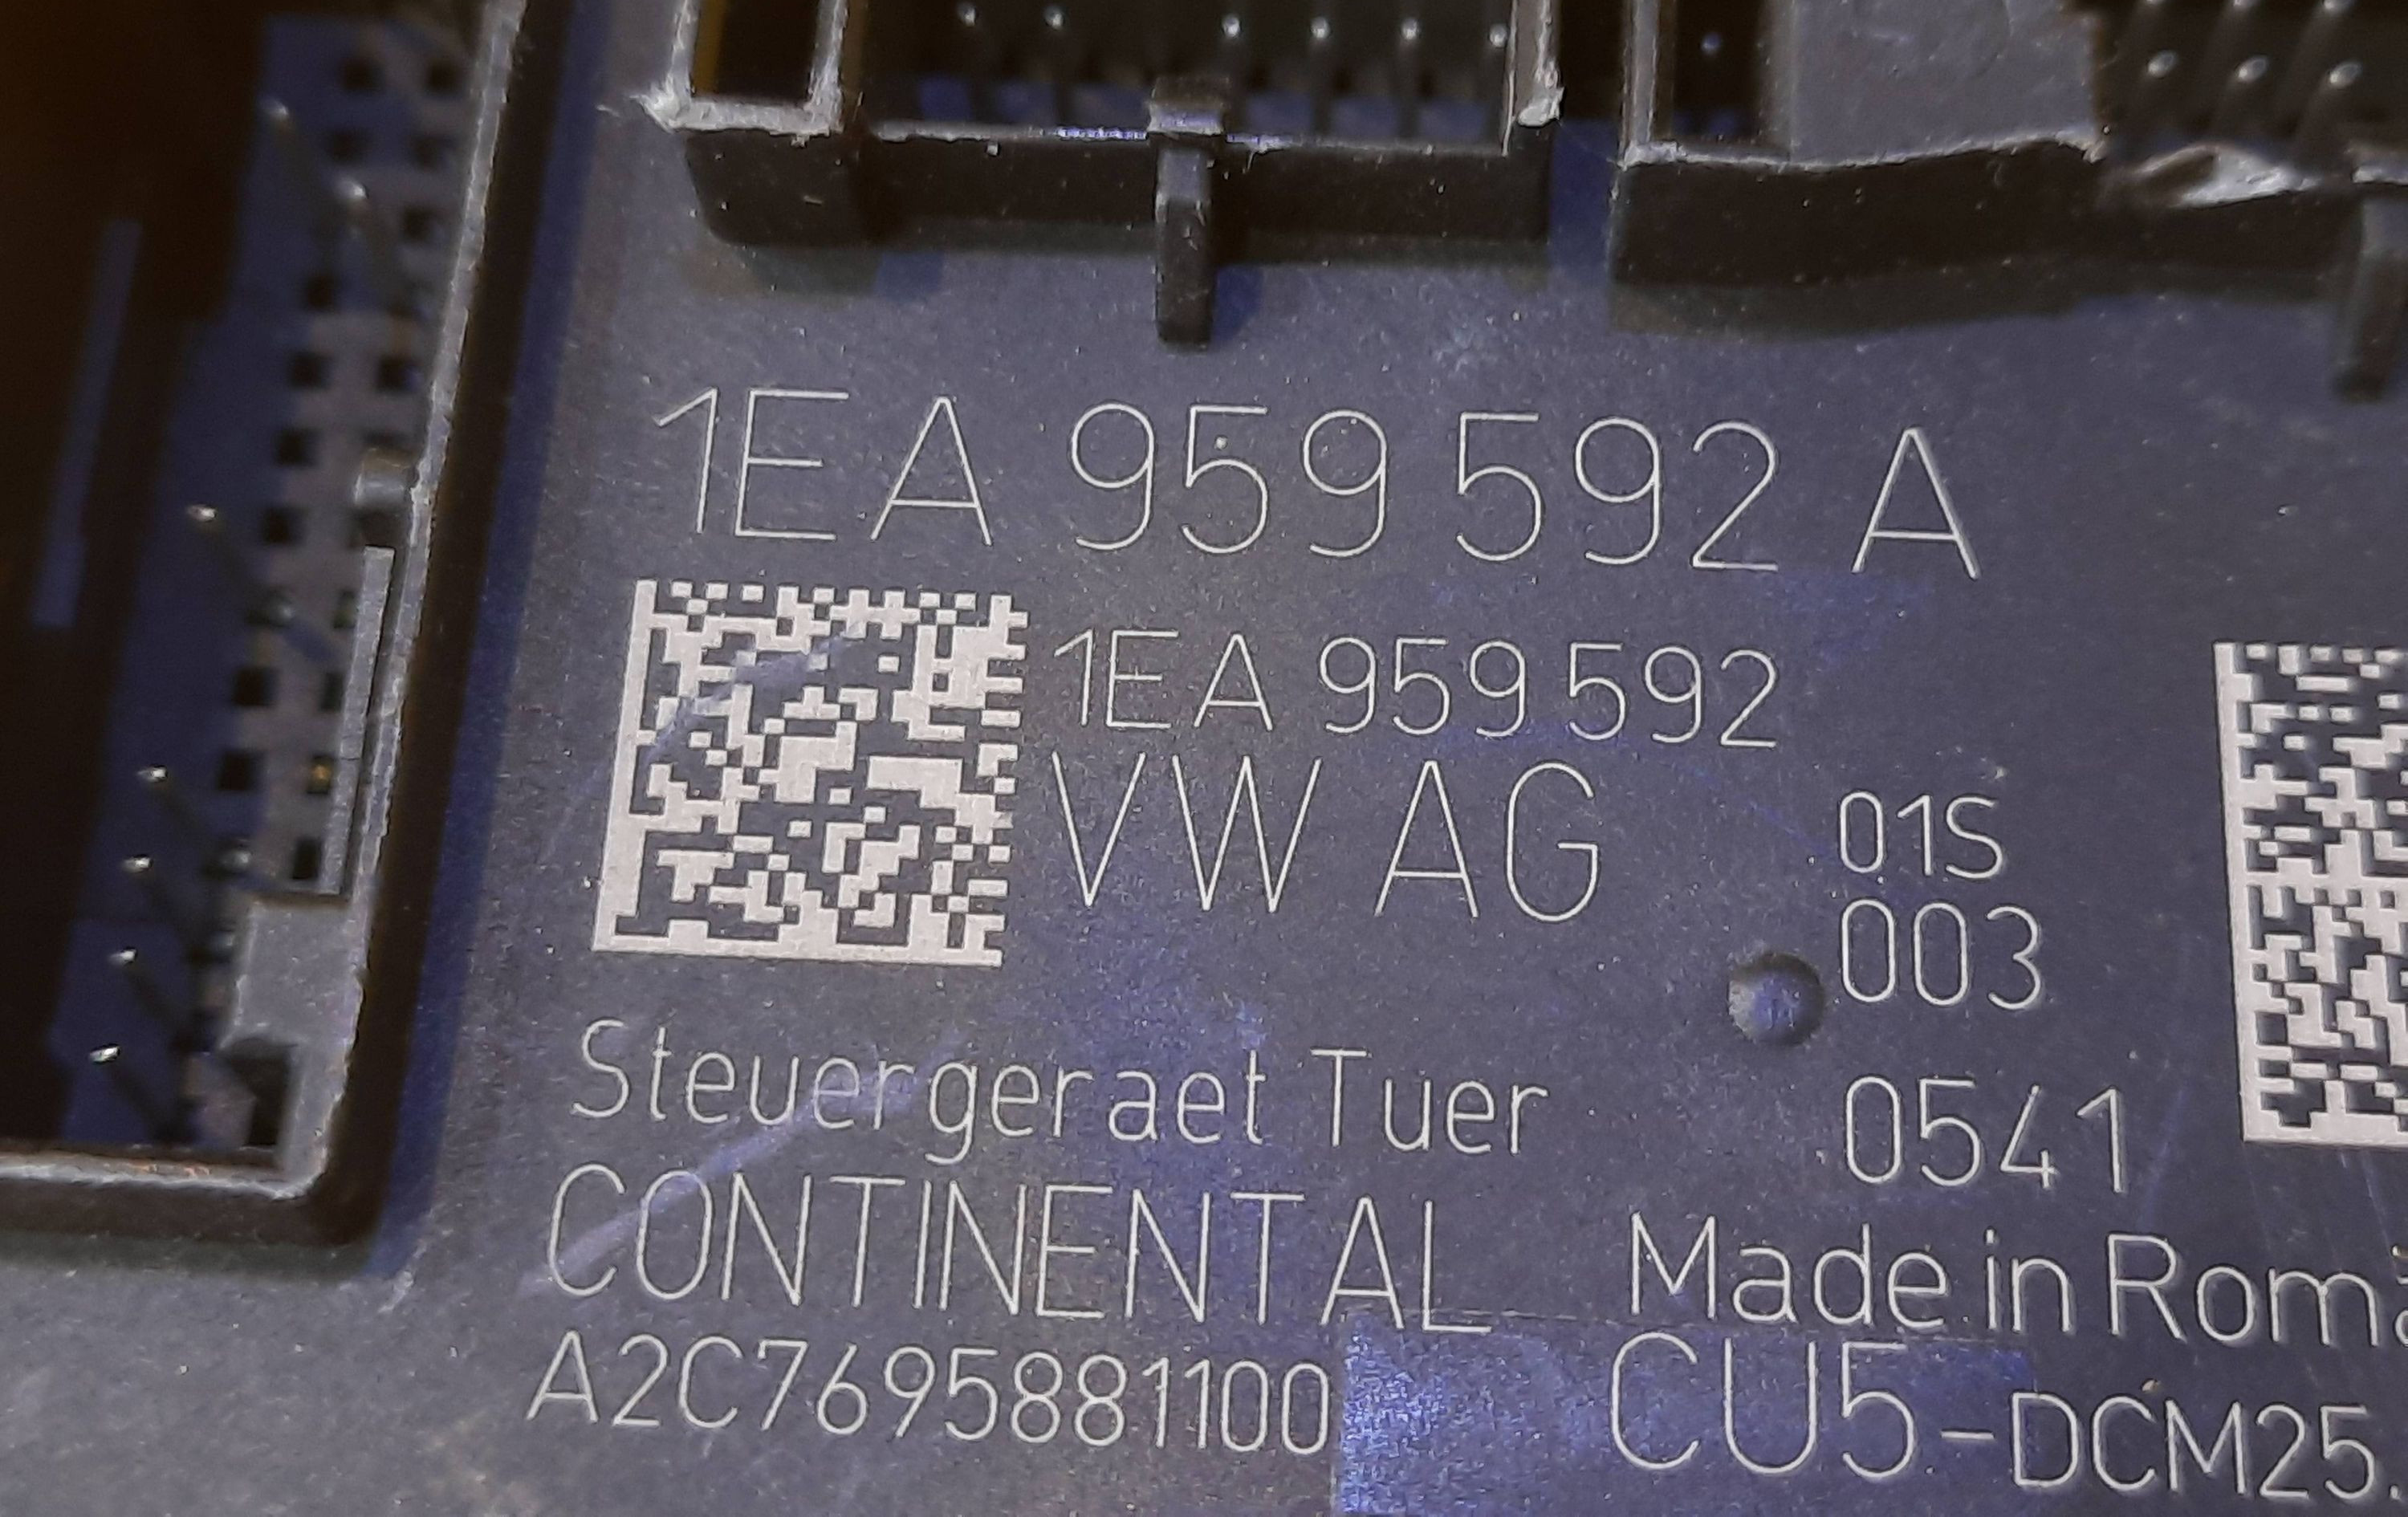 1EA 959 592 A
1EA 959 592
VW AG
01S
003
0541
Steuergeraet Tuer
CONTINENTAL
A2C7695881100
Made in Rom
CU5-DCM25.